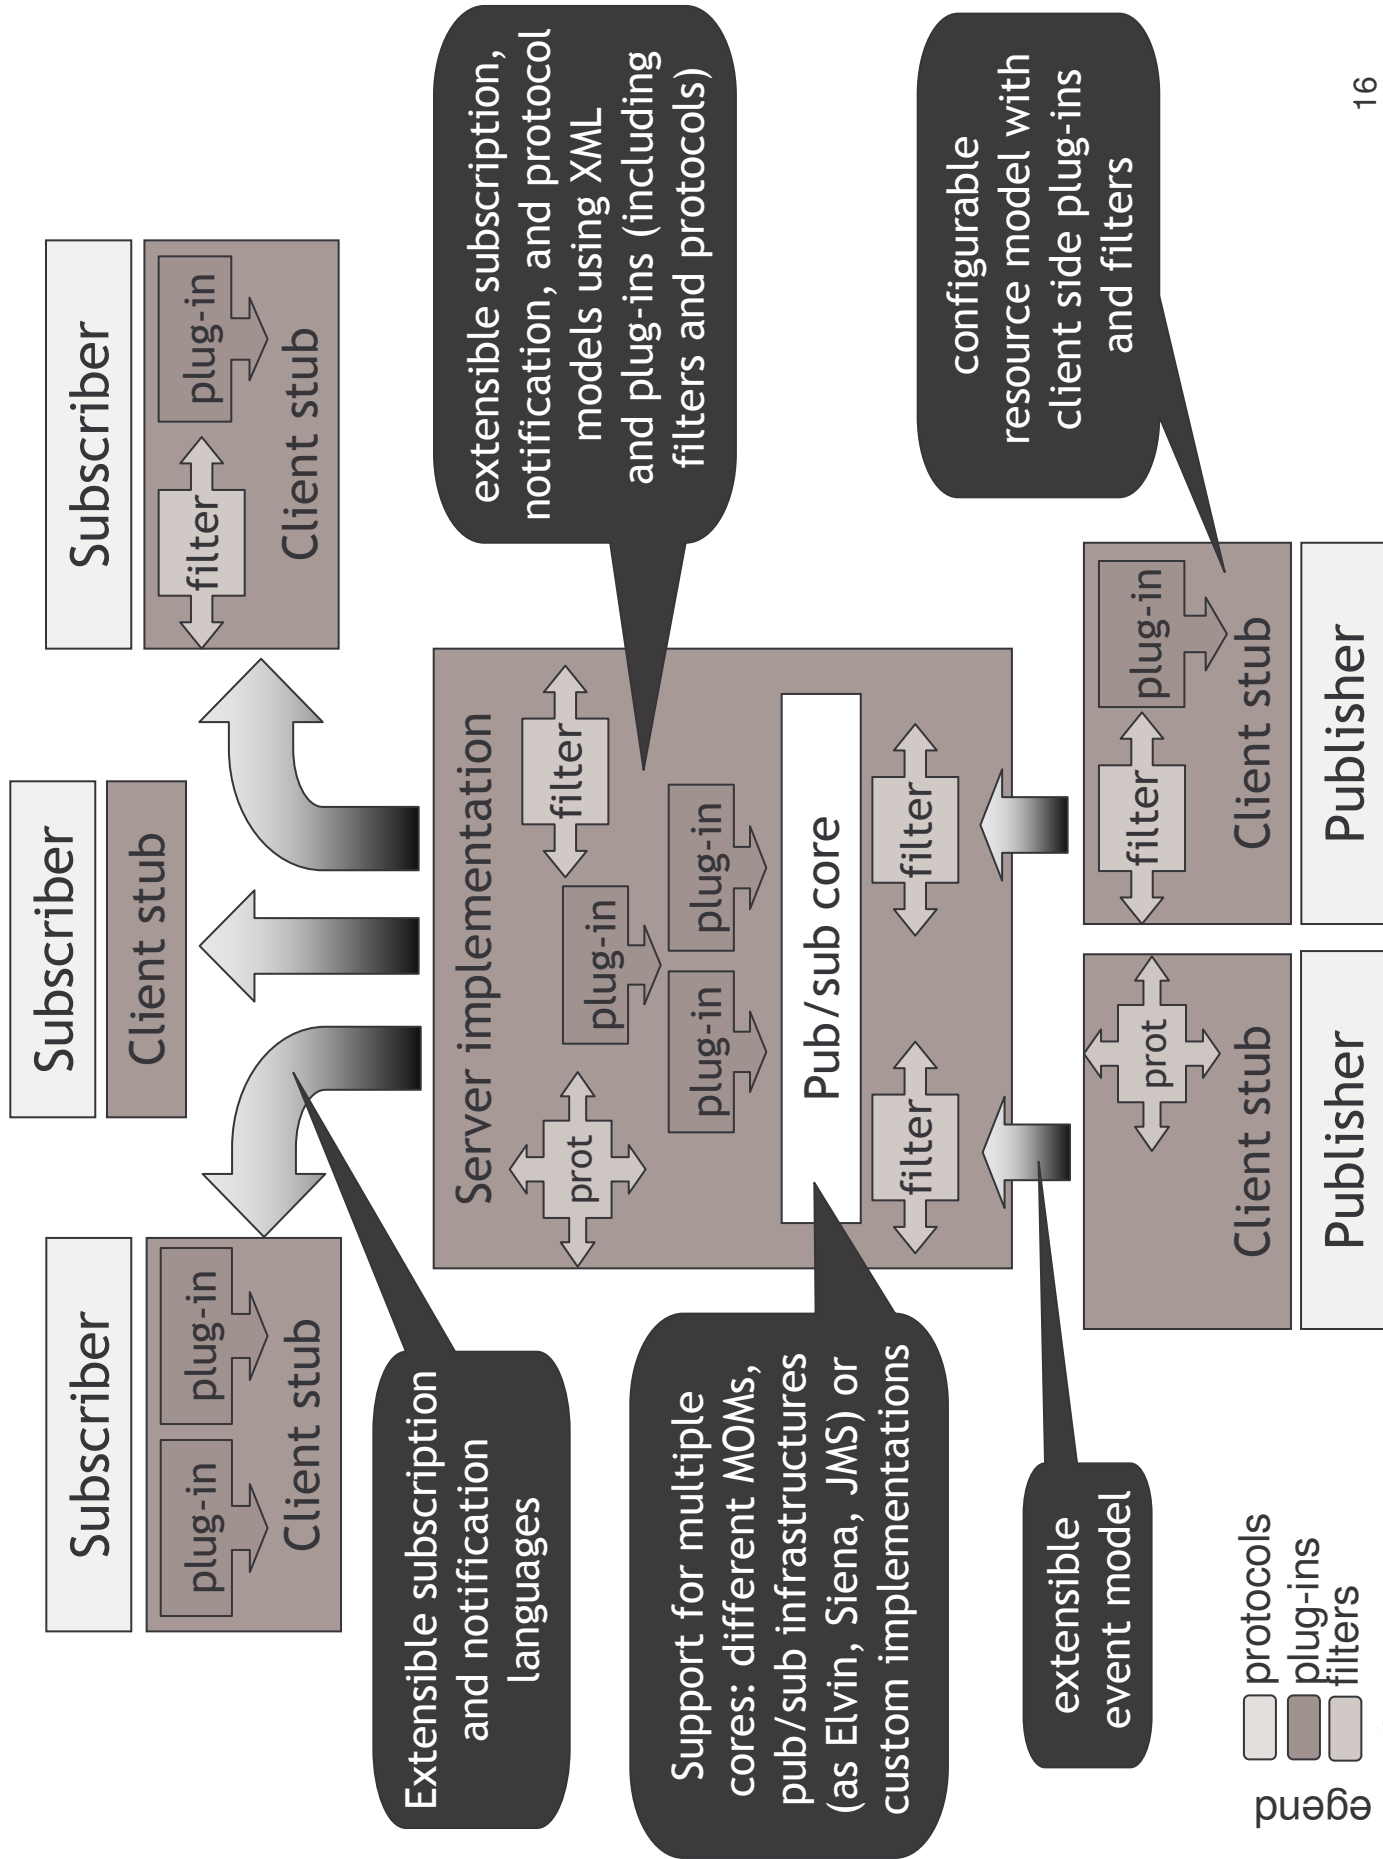 Subscriber
plug-in
plug-in
Client stub
Subscriber
Client stub
Subscriber
filter
plug-in
Client stub
Extensible subscription
and notification
languages
Server implementation
prot
plug-in
filter
plug-in
plug-in
Pub/sub core
filter
filter
extensible subscription,
notification, and protocol
models using XML
and plug-ins (including
filters and protocols)
Support for multiple
cores: different MOMs,
pub/sub infrastructures
(as Elvin, Siena, JMS) or
custom implementations
extensible
event model
prot
Client stub
Publisher
filter
plug-in
Client stub
Publisher
configurable
resource model with
client side plug-ins
and filters
egend
protocols
plug-ins
filters
16